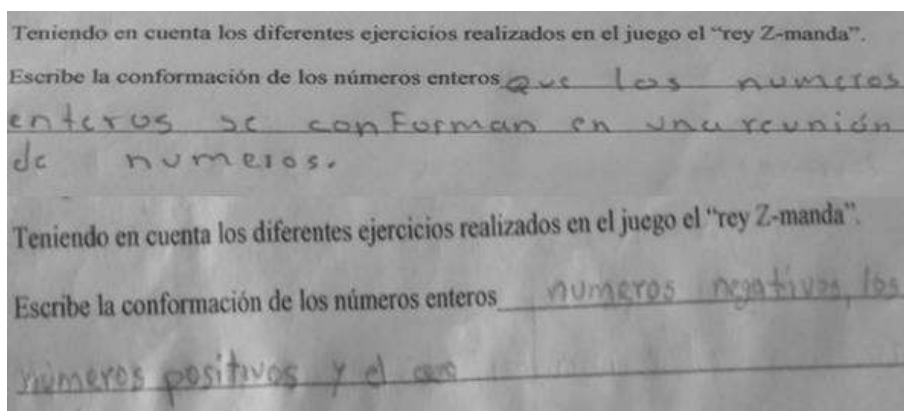 Teniendo en cuenta los diferentes ejercicios realizados en el juego el “rey Z-manda”.
Escribe la conformación de los números enteros que los numeros
enteros se conforman en una reunión
de numeros.
Teniendo en cuenta los diferentes ejercicios realizados en el juego el “rey Z-manda”.
Escribe la conformación de los números enteros numeros negativos, los
números positivos y el cero